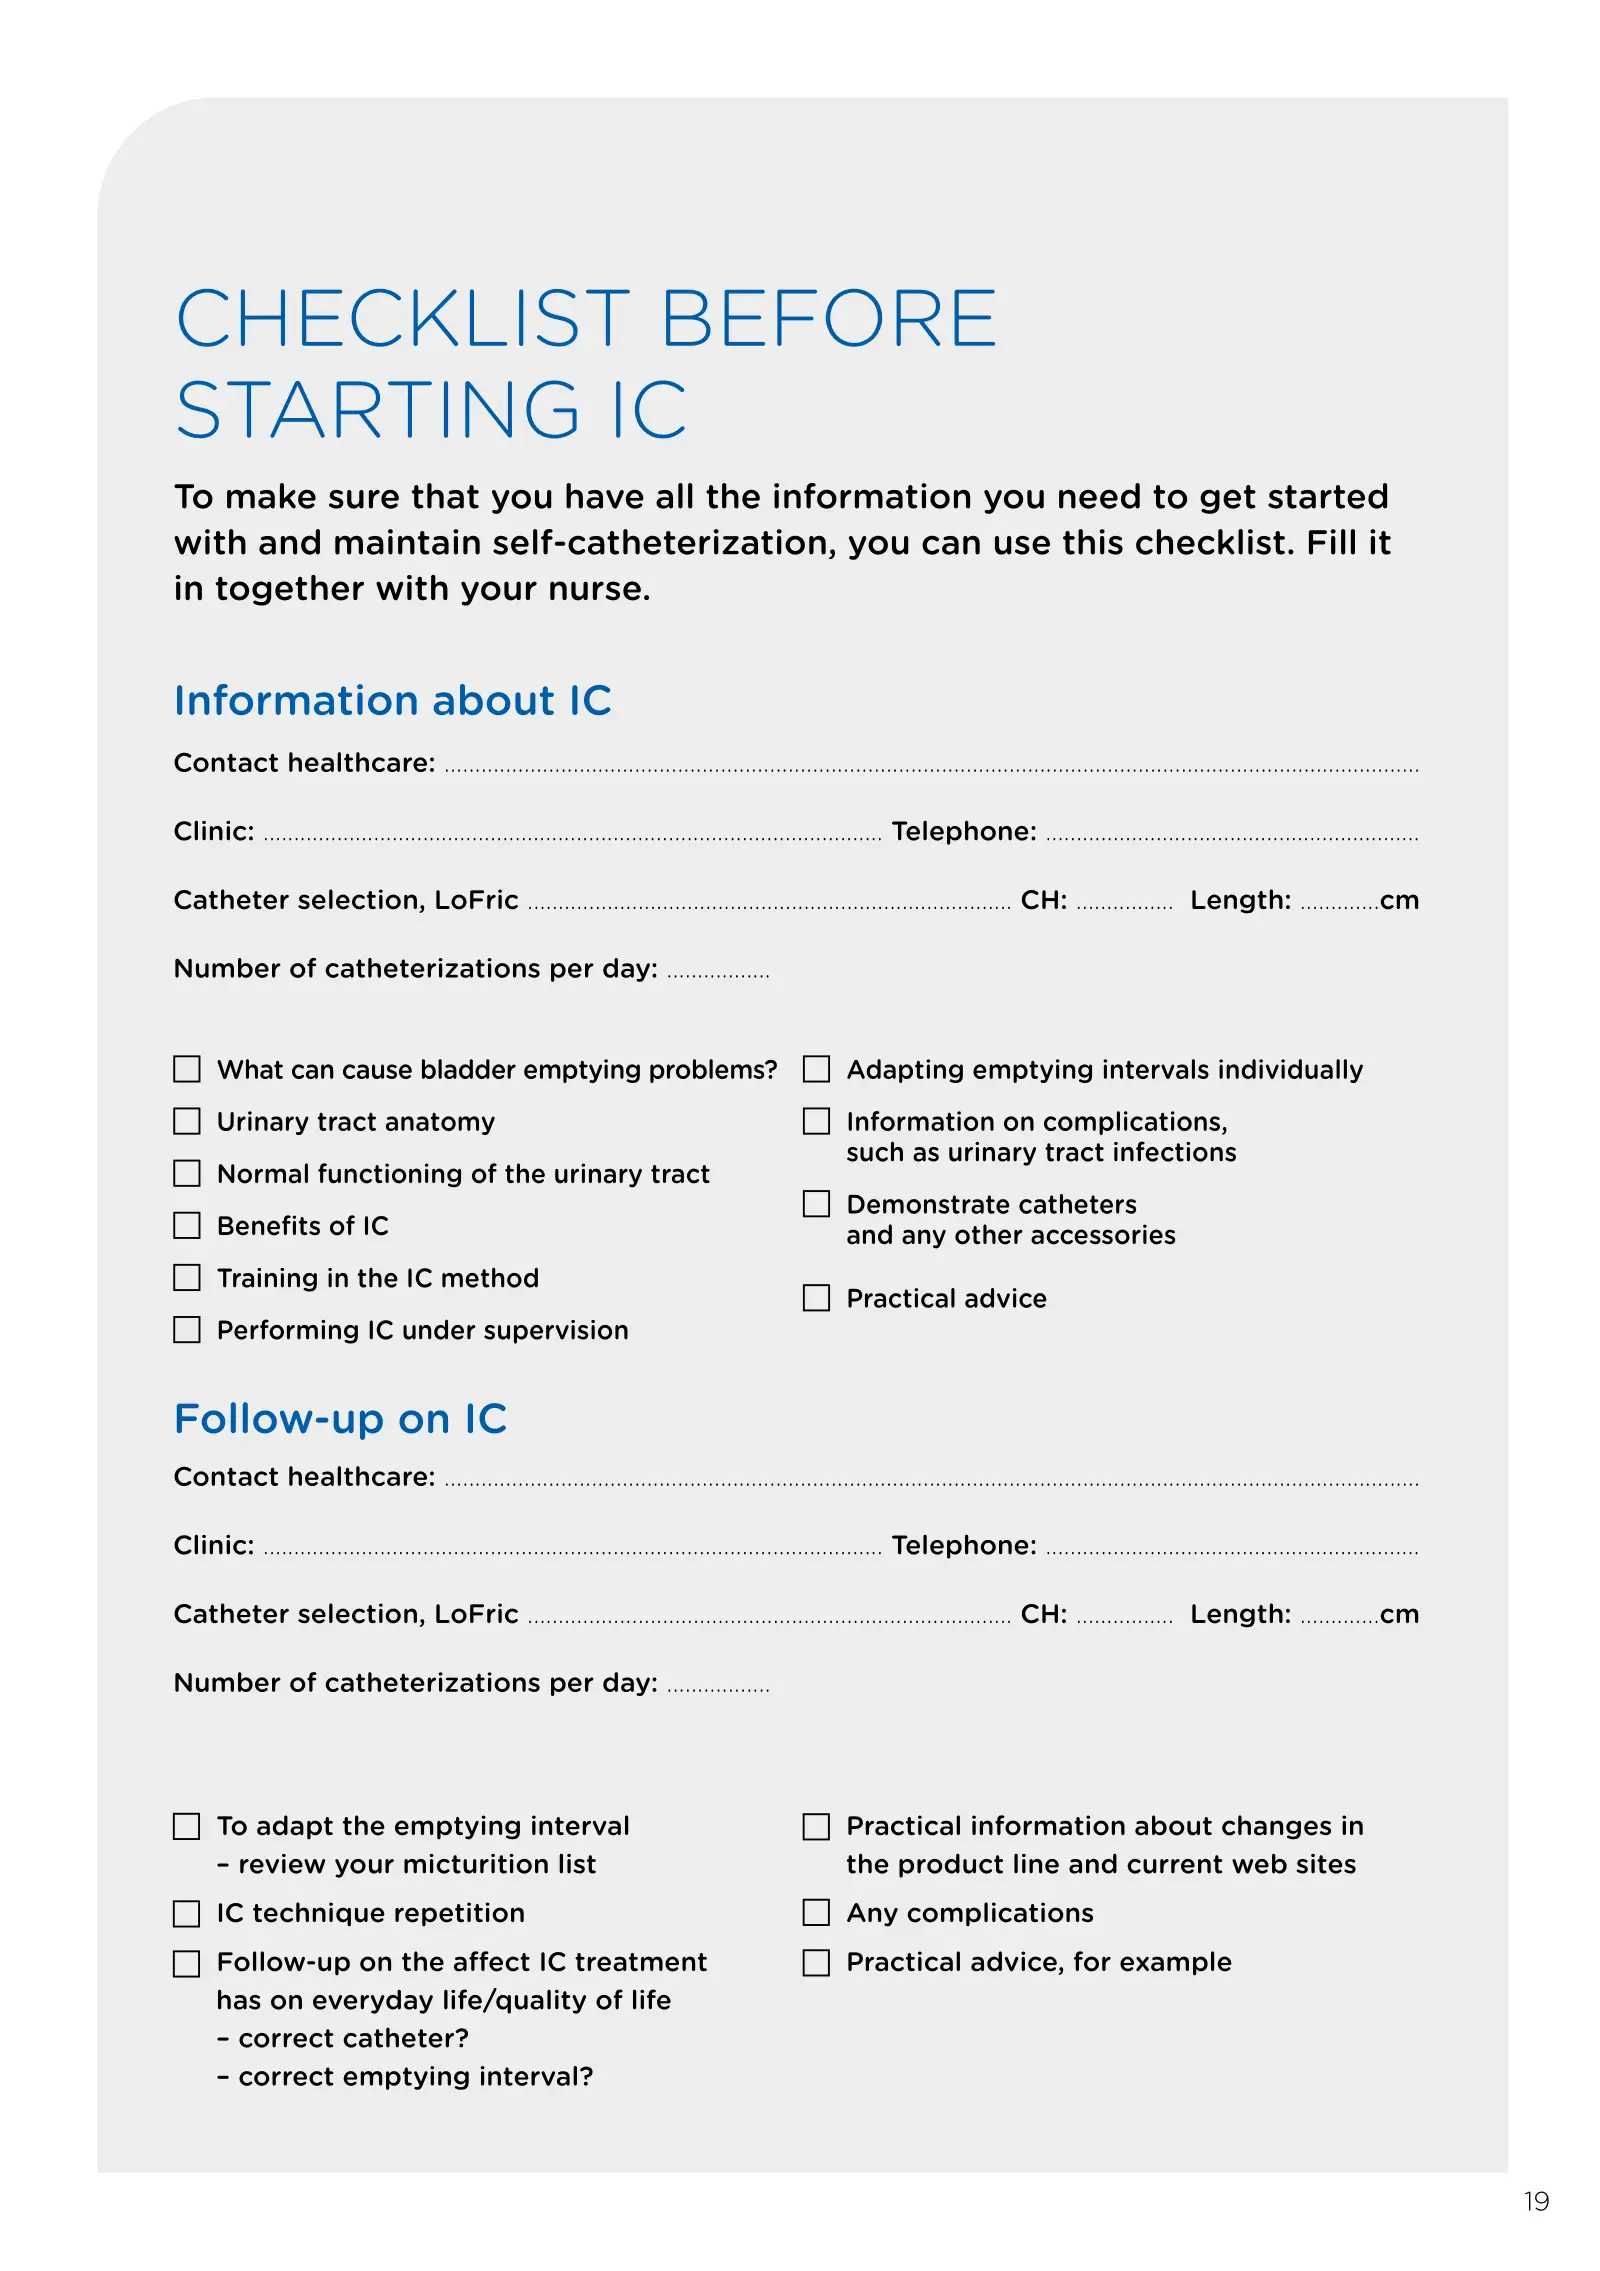 CHECKLIST BEFORE
STARTING IC
To make sure that you have all the information you need to get started
with and maintain self-catheterization, you can use this checklist. Fill it
in together with your nurse.
Information about IC
Contact healthcare: ................................................................
Clinic: ................................................................ Telephone: ................................................................
Catheter selection, LoFric ................................................................ CH: ................ Length: .............cm
Number of catheterizations per day: .................
What can cause bladder emptying problems?
Urinary tract anatomy
Normal functioning of the urinary tract
Benefits of IC
Training in the IC method
Performing IC under supervision
Adapting emptying intervals individually
Information on complications,
such as urinary tract infections
Demonstrate catheters
and any other accessories
Practical advice
Follow-up on IC
Contact healthcare: ................................................................
Clinic: ................................................................ Telephone: ................................................................
Catheter selection, LoFric ................................................................ CH: ................ Length: .............cm
Number of catheterizations per day: .................
To adapt the emptying interval
– review your micturition list
IC technique repetition
Follow-up on the affect IC treatment
has on everyday life/quality of life
– correct catheter?
– correct emptying interval?
Practical information about changes in
the product line and current web sites
Any complications
Practical advice, for example
19